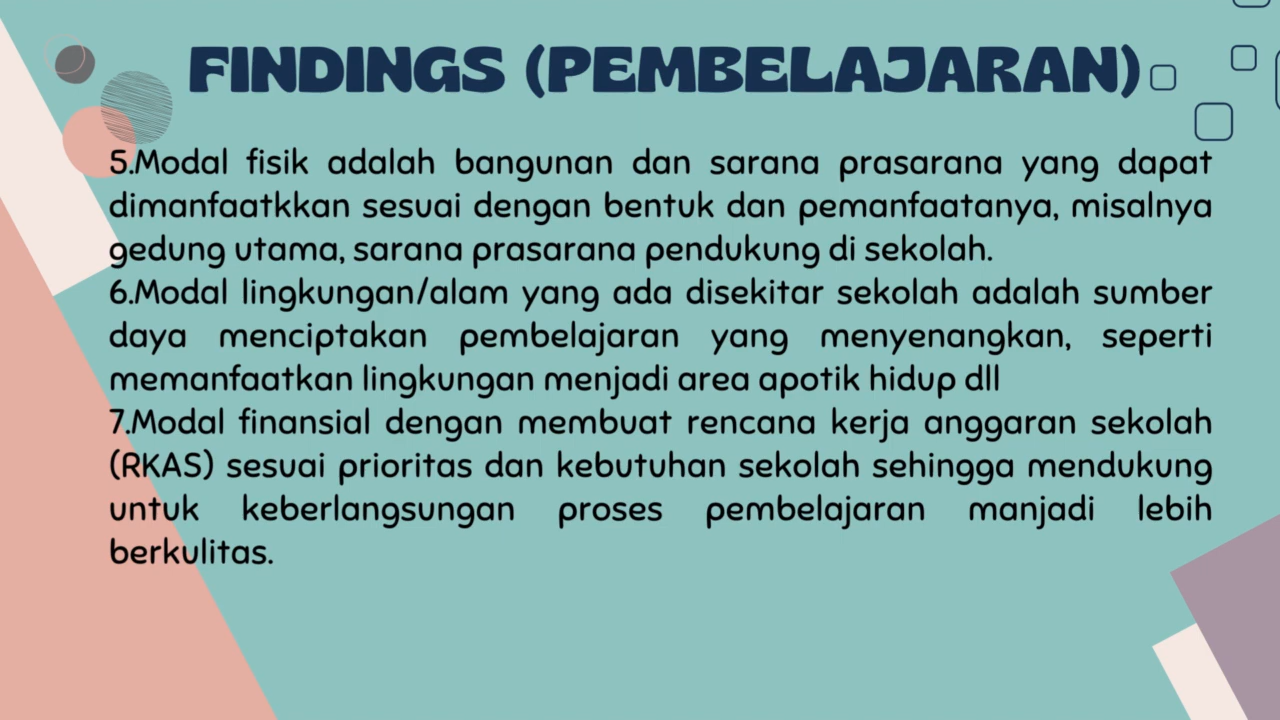 FINDINGS (PEMBELAJARAN)
5.Modal fisik adalah bangunan dan sarana prasarana yang dapat
dimanfaatkkan sesuai dengan bentuk dan pemanfaatanya, misalnya
gedung utama, sarana prasarana pendukung di sekolah.
6.Modal lingkungan/alam yang ada disekitar sekolah adalah sumber
daya menciptakan pembelajaran yang menyenangkan, seperti
memanfaatkan lingkungan menjadi area apotik hidup dll
7.Modal finansial dengan membuat rencana kerja anggaran sekolah
(RKAS) sesuai prioritas dan kebutuhan sekolah sehingga mendukung
untuk keberlangsungan proses pembelajaran manjadi lebih
berkulitas.